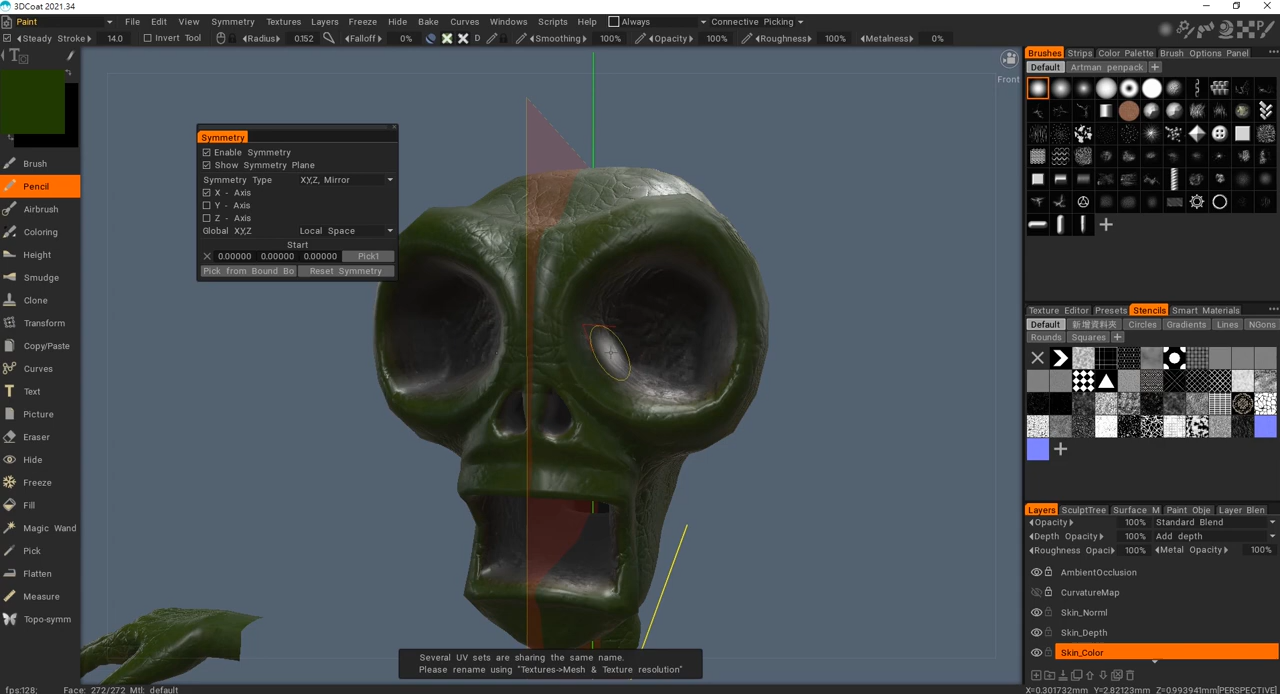 3DCoat 2021.34
Paint File Edit View Symmetry Textures Layers Freeze Hide Bake Curves Windows Scripts Help Always Connective Picking
Steady Stroke 14.0 Invert Tool Radius 0.152 Falloff 0% D Smoothing 100% Opacity 100% Roughness 100% Metalness 0%
Front
Brush
Pencil
Airbrush
Coloring
Height
Smudge
Clone
Transform
Copy/Paste
Curves
Text
Picture
Eraser
Hide
Freeze
Fill
Magic Wand
Pick
Flatten
Measure
Topo-symm
Symmetry
Enable Symmetry
Show Symmetry Plane
Symmetry Type XY,Z, Mirror
X - Axis
Y - Axis
Z - Axis
Global XY,Z Local Space
Start
0.00000 0.00000 0.00000 Pick1
Pick from Bound Bo Reset Symmetry
Several UV sets are sharing the same name.
Please rename using "Textures->Mesh & Texture resolution"
Brushes Strips Color Palette Brush Options Panel
Default Artman penpack
Texture Editor Presets Stencils Smart Materials
Default 新增資料夾 Circles Gradients Lines NGons
Rounds Squares
Layers SculptTree Surface M Paint Obje Layer Blen
Opacity 100% Standard Blend
Depth Opacity 100% Add depth
Roughness Opaci 100% Metal Opacity 100%
AmbientOcclusion
CurvatureMap
Skin_Norml
Skin_Depth
Skin_Color
fps:128; Face: 272/272 Mtl: default
X=0.301732mm Y=2.82123mm Z=0.993941mm[PERSPECTIVE]